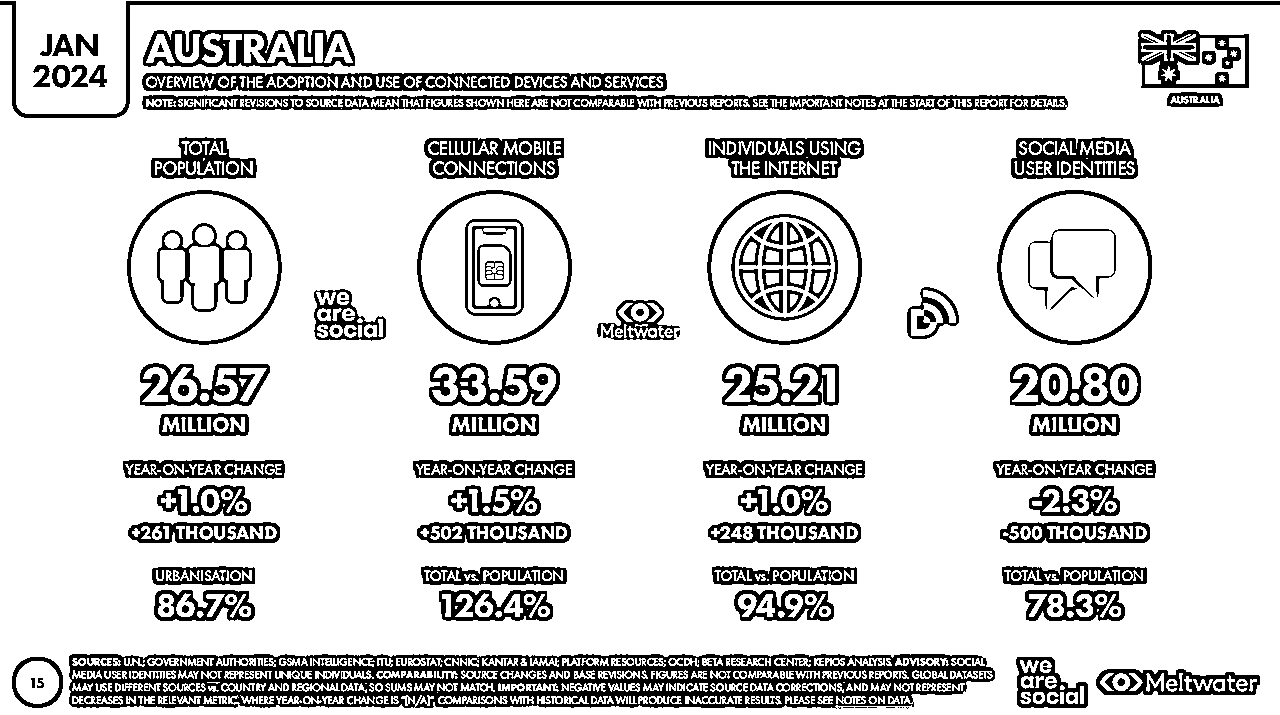 JAN
2024
AUSTRALIA
OVERVIEW OF THE ADOPTION AND USE OF CONNECTED DEVICES AND SERVICES
NOTE: SIGNIFICANT REVISIONS TO SOURCE DATA MEAN THAT FIGURES SHOWN HERE ARE NOT COMPARABLE WITH PREVIOUS REPORTS. SEE THE IMPORTANT NOTES AT THE START OF THIS REPORT FOR DETAILS.
AUSTRALIA
TOTAL
POPULATION
26.57
MILLION
YEAR-ON-YEAR CHANGE
+1.0%
+261 THOUSAND
URBANISATION
86.7%
CELLULAR MOBILE
CONNECTIONS
33.59
MILLION
YEAR-ON-YEAR CHANGE
+1.5%
+502 THOUSAND
TOTAL vs. POPULATION
126.4%
INDIVIDUALS USING
THE INTERNET
25.21
MILLION
YEAR-ON-YEAR CHANGE
+1.0%
+248 THOUSAND
TOTAL vs. POPULATION
94.9%
SOCIAL MEDIA
USER IDENTITIES
20.80
MILLION
YEAR-ON-YEAR CHANGE
-2.3%
-500 THOUSAND
TOTAL vs. POPULATION
78.3%
we
are.
social
Meltwater
15
SOURCES: U.N.; GOVERNMENT AUTHORITIES; GSMA INTELLIGENCE; ITU; EUROSTAT; CNNIC; KANTAR & IAMAI; PLATFORM RESOURCES; OCDH; BETA RESEARCH CENTER; KEPIOS ANALYSIS. ADVISORY: SOCIAL
MEDIA USER IDENTITIES MAY NOT REPRESENT UNIQUE INDIVIDUALS. COMPARABILITY: SOURCE CHANGES AND BASE REVISIONS. FIGURES ARE NOT COMPARABLE WITH PREVIOUS REPORTS. GLOBAL DATASETS
MAY USE DIFFERENT SOURCES vs. COUNTRY AND REGIONAL DATA, SO SUMS MAY NOT MATCH. IMPORTANT: NEGATIVE VALUES MAY INDICATE SOURCE DATA CORRECTIONS, AND MAY NOT REPRESENT
DECREASES IN THE RELEVANT METRIC. WHERE YEAR-ON-YEAR CHANGE IS "[N/A]", COMPARISONS WITH HISTORICAL DATA WILL PRODUCE INACCURATE RESULTS. PLEASE SEE NOTES ON DATA.
we
are.
social
Meltwater